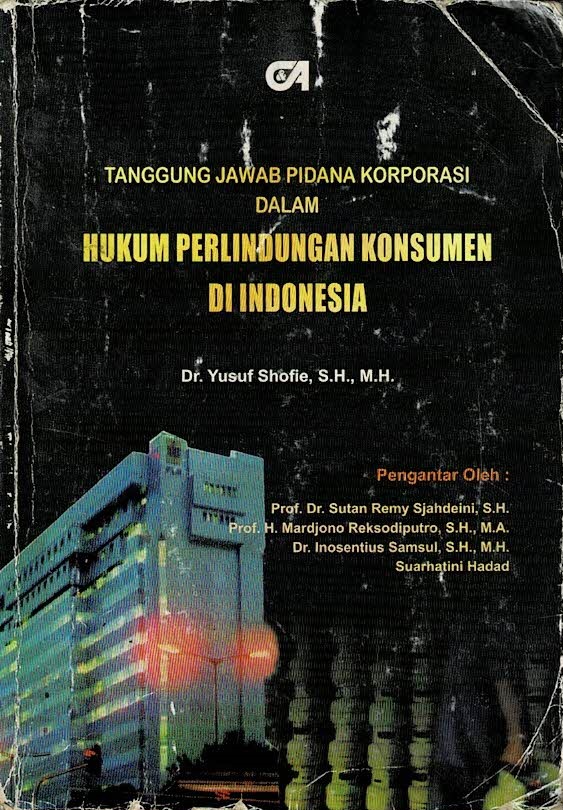 C&A
TANGGUNG JAWAB PIDANA KORPORASI
DALAM
HUKUM PERLINDUNGAN KONSUMEN
DI INDONESIA
Dr. Yusuf Shofie, S.H., M.H.
Pengantar Oleh :
Prof. Dr. Sutan Remy Sjahdeini, S.H.
Prof. H. Mardjono Reksodiputro, S.H., M.A.
Dr. Inosentius Samsul, S.H., M.H.
Suarhatini Hadad